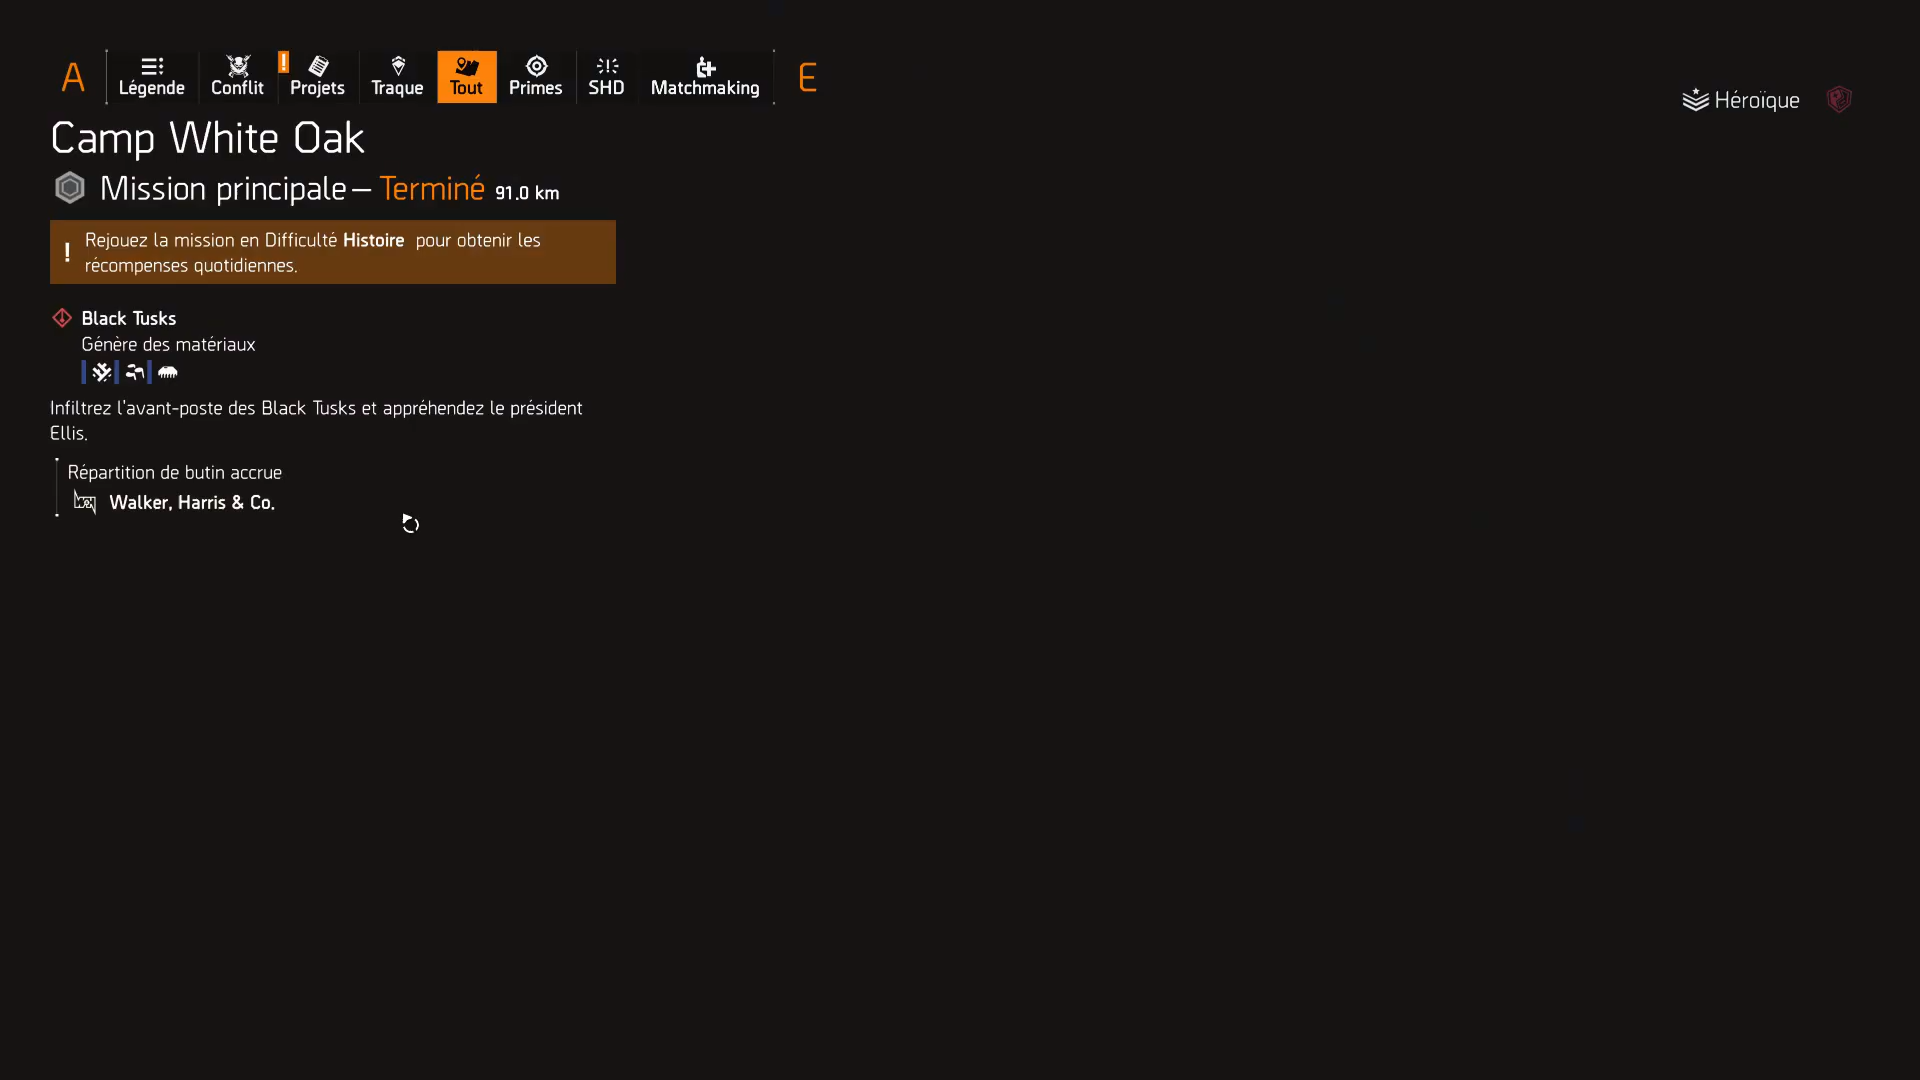 A
Légende
Conflit
!
Projets
Traque
Tout
Primes
SHD
Matchmaking
E
Héroïque
Camp White Oak
Mission principale – Terminé 91.0 km
! Rejouez la mission en Difficulté Histoire pour obtenir les
récompenses quotidiennes.
Black Tusks
Génère des matériaux
Infiltrez l'avant-poste des Black Tusks et appréhendez le président
Ellis.
Répartition de butin accrue
Walker, Harris & Co.